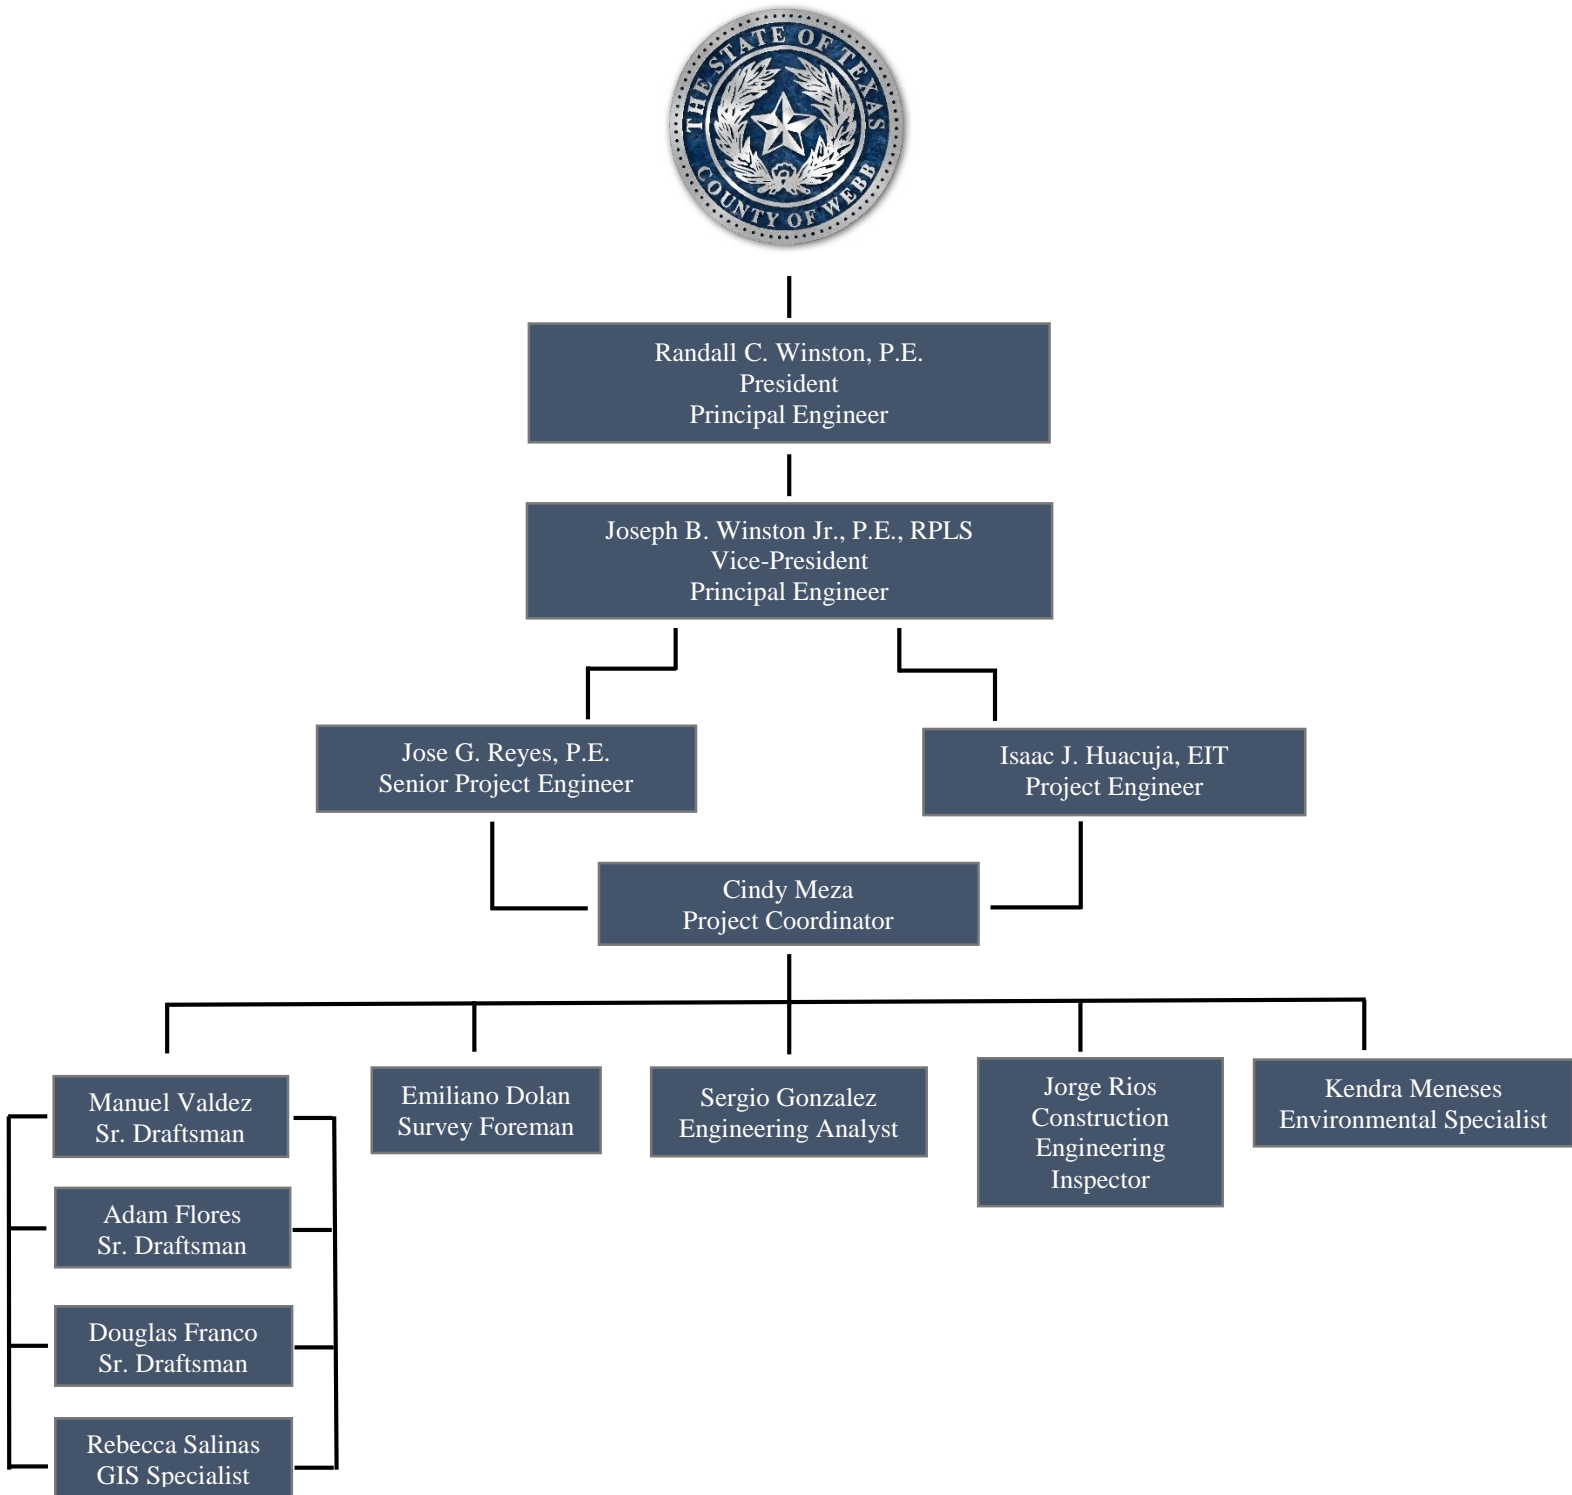 THE STATE OF TEXAS
COUNTY OF WEBB
Randall C. Winston, P.E.
President
Principal Engineer
Joseph B. Winston Jr., P.E., RPLS
Vice-President
Principal Engineer
Jose G. Reyes, P.E.
Senior Project Engineer
Isaac J. Huacuja, EIT
Project Engineer
Cindy Meza
Project Coordinator
Manuel Valdez
Sr. Draftsman
Emiliano Dolan
Survey Foreman
Sergio Gonzalez
Engineering Analyst
Jorge Rios
Construction
Engineering
Inspector
Kendra Meneses
Environmental Specialist
Adam Flores
Sr. Draftsman
Douglas Franco
Sr. Draftsman
Rebecca Salinas
GIS Specialist